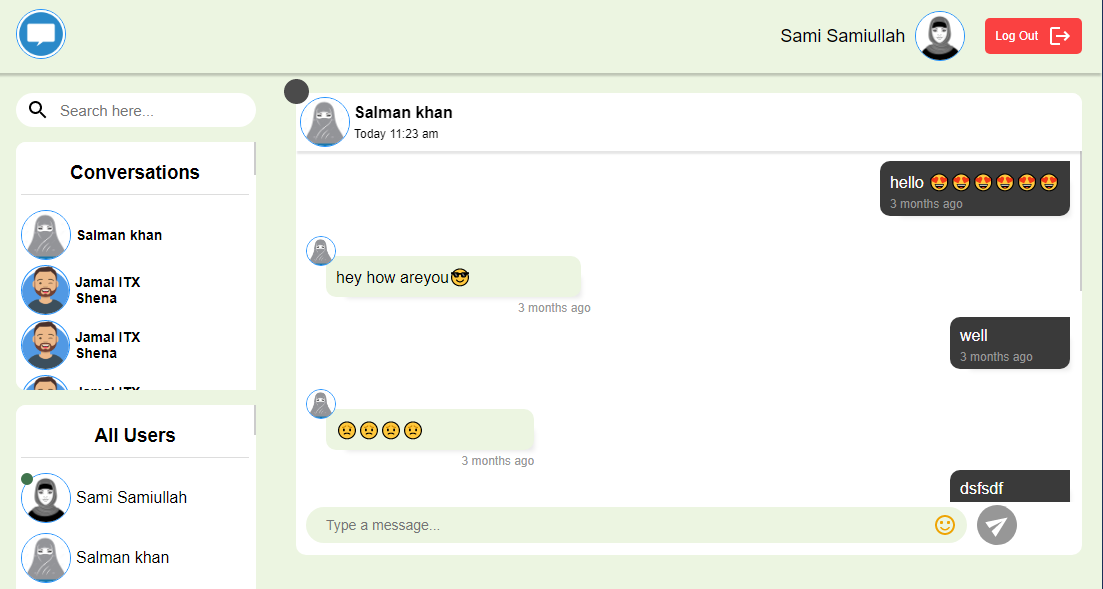 Sami Samiullah
Log Out
Search here...
Conversations
Salman khan
Jamal ITX
Shena
Jamal ITX
Shena
Jamal ITX
All Users
Sami Samiullah
Salman khan
Salman khan
Today 11:23 am
hello 😍😍😍😍😍😍
3 months ago
hey how areyou😎
3 months ago
well
3 months ago
😟😟😟😟
3 months ago
dsfsdf
Type a message...